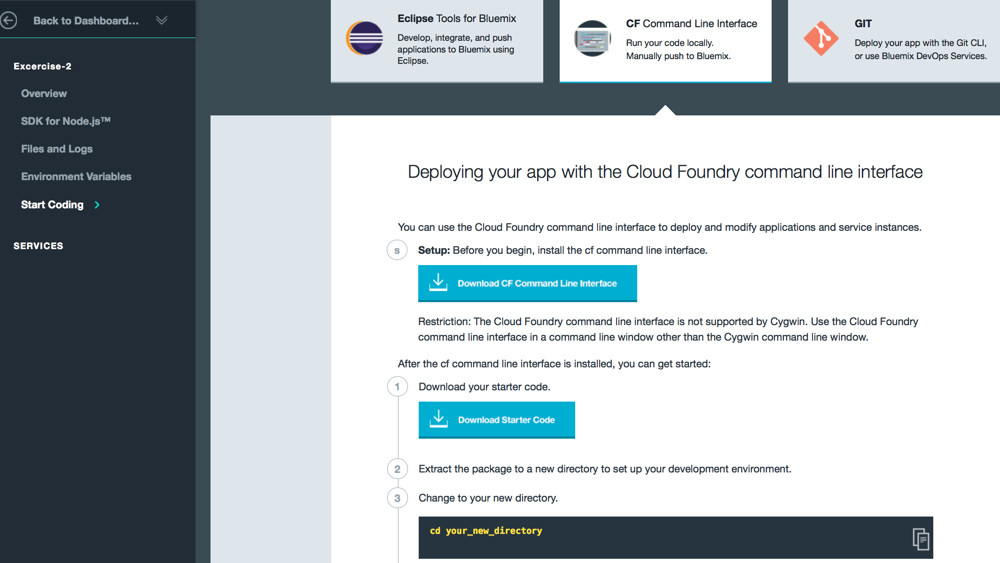 Back to Dashboard...
Excercise-2
Overview
SDK for Node.js™
Files and Logs
Environment Variables
Start Coding
SERVICES
Eclipse Tools for Bluemix
Develop, integrate, and push
applications to Bluemix using
Eclipse.
CF Command Line Interface
Run your code locally.
Manually push to Bluemix.
GIT
Deploy your app with the Git CLI,
or use Bluemix DevOps Services.
Deploying your app with the Cloud Foundry command line interface
You can use the Cloud Foundry command line interface to deploy and modify applications and service instances.
s Setup: Before you begin, install the cf command line interface.
Download CF Command Line Interface
Restriction: The Cloud Foundry command line interface is not supported by Cygwin. Use the Cloud Foundry
command line interface in a command line window other than the Cygwin command line window.
After the cf command line interface is installed, you can get started:
1 Download your starter code.
Download Starter Code
2 Extract the package to a new directory to set up your development environment.
3 Change to your new directory.
cd your_new_directory